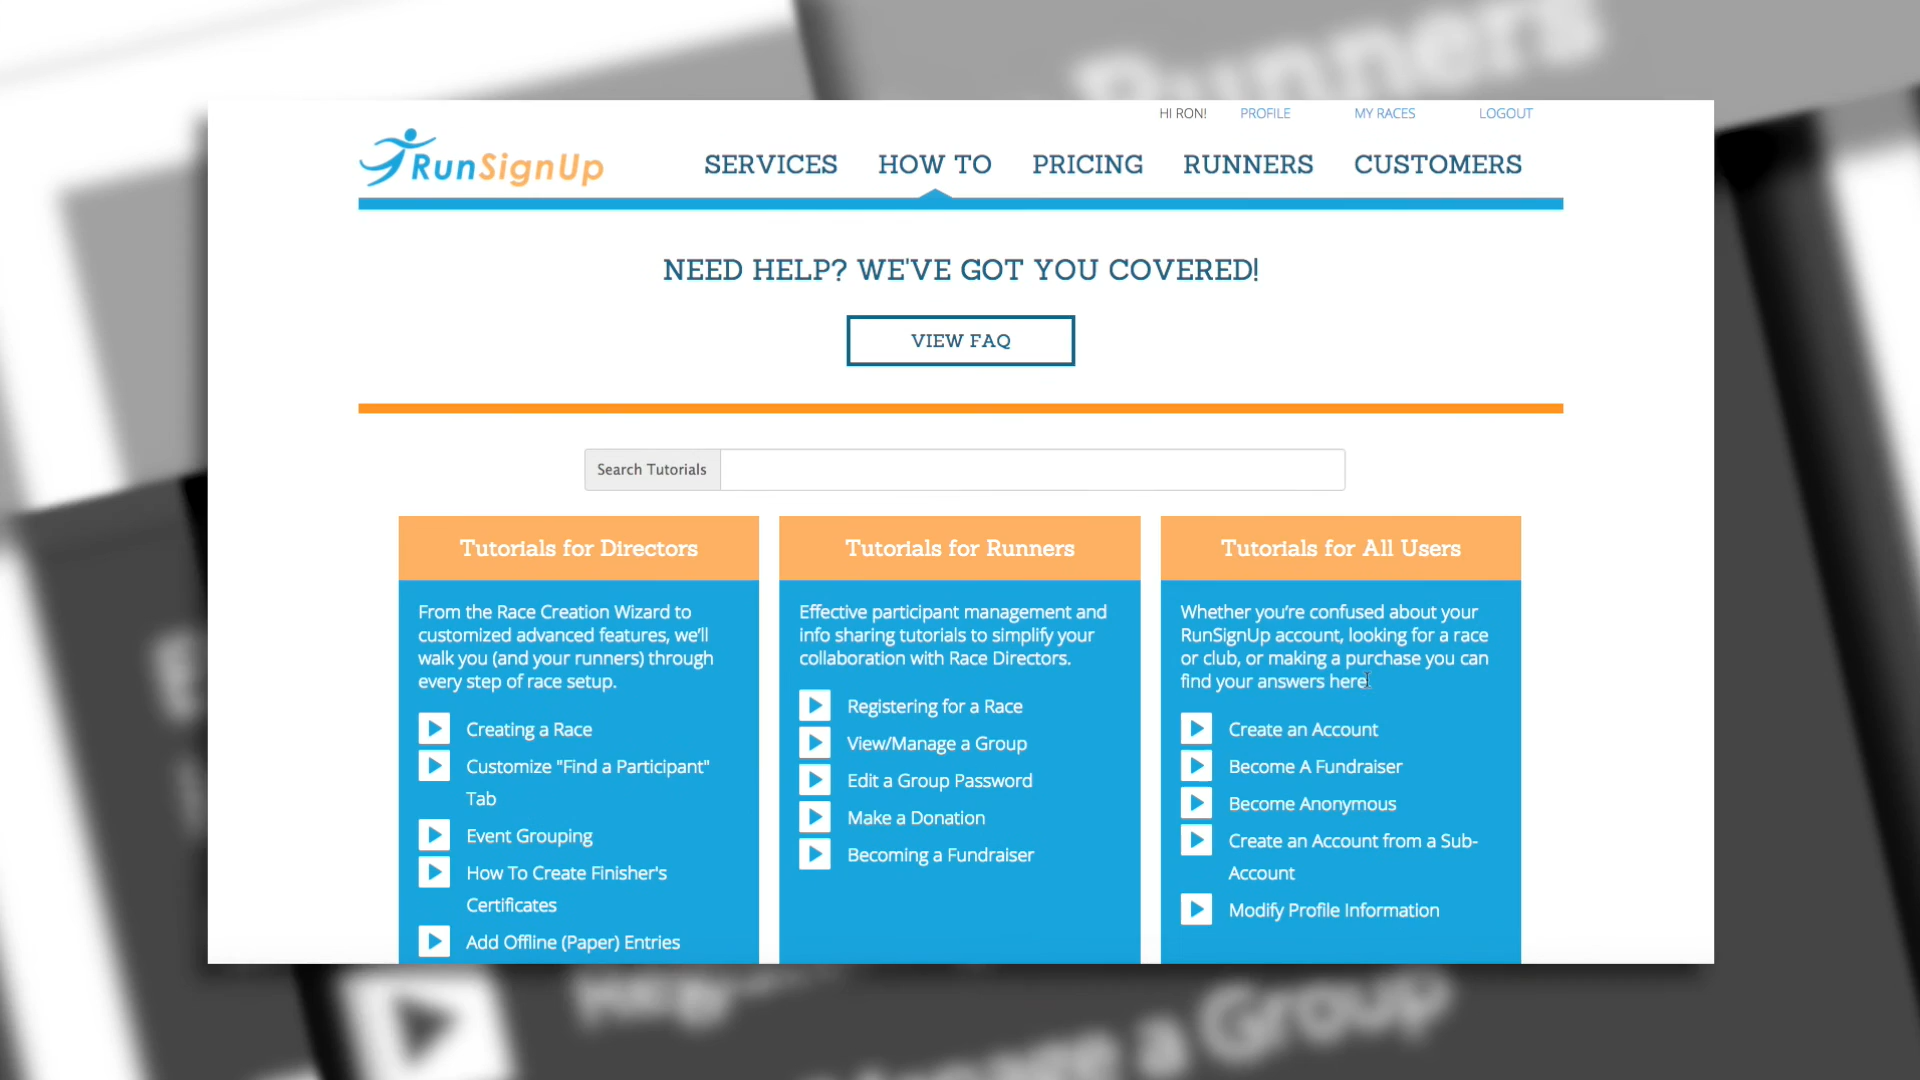 Runners
HI RON!
PROFILE
MY RACES
LOGOUT
RunSignUp
SERVICES
HOW TO
PRICING
RUNNERS
CUSTOMERS
NEED HELP? WE'VE GOT YOU COVERED!
VIEW FAQ
Search Tutorials
Tutorials for Directors
From the Race Creation Wizard to
customized advanced features, we'll
walk you (and your runners) through
every step of race setup.
Creating a Race
Customize "Find a Participant"
Tab
Event Grouping
How To Create Finisher's
Certificates
Add Offline (Paper) Entries
Tutorials for Runners
Effective participant management and
info sharing tutorials to simplify your
collaboration with Race Directors.
Registering for a Race
View/Manage a Group
Edit a Group Password
Make a Donation
Becoming a Fundraiser
Tutorials for All Users
Whether you're confused about your
RunSignUp account, looking for a race
or club, or making a purchase you can
find your answers here
Create an Account
Become A Fundraiser
Become Anonymous
Create an Account from a Sub-
Account
Modify Profile Information
a Group